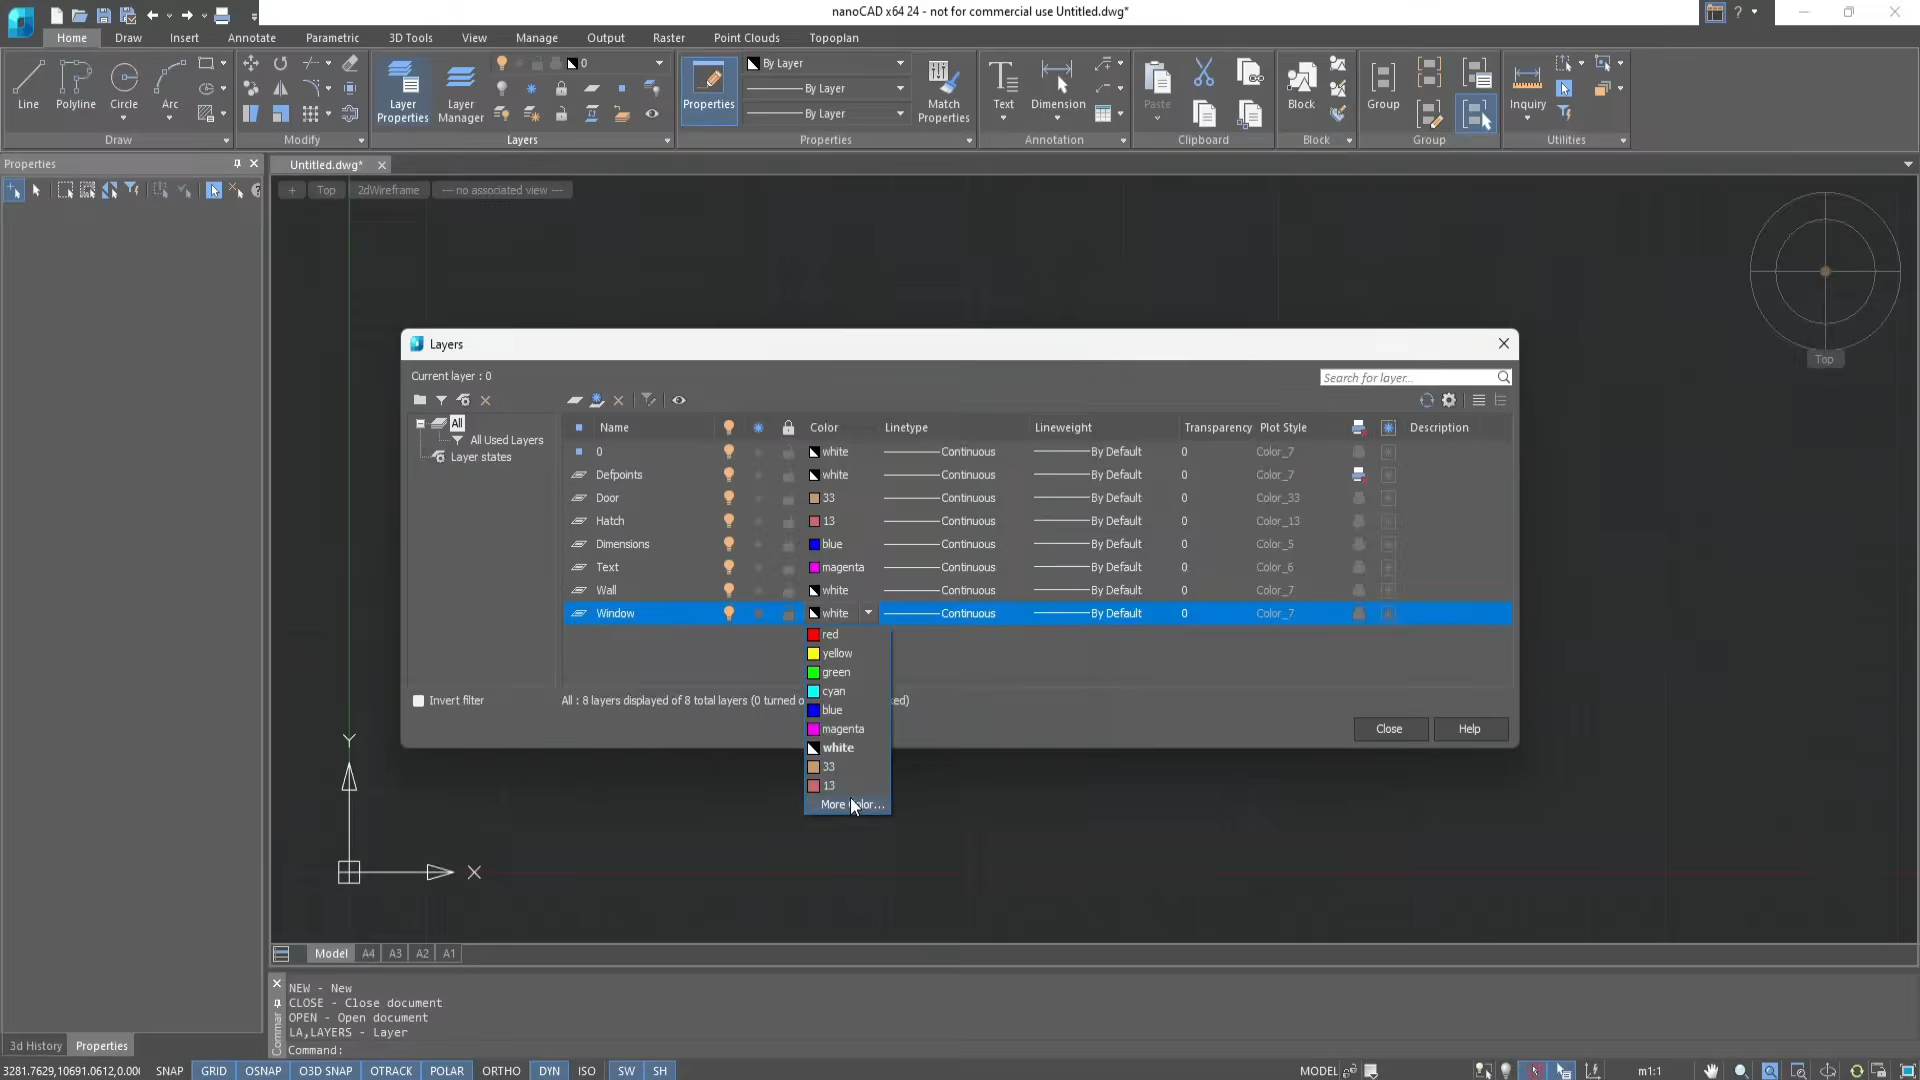 nanoCAD x64 24 - not for commercial use Untitled.dwg*
Home Draw Insert Annotate Parametric 3D Tools View Manage Output Raster Point Clouds Topoplan
0 By Layer
By Layer
By Layer
Line Polyline Circle Arc Layer Properties Layer Manager Properties Match Properties Text Dimension Paste Block Group Inquiry
Draw Modify Layers Properties Annotation Clipboard Block Group Utilities
Properties
Untitled.dwg*
+ Top 2dWireframe --- no associated view ---
Top
Layers
Current layer : 0
Search for layer...
All
All Used Layers
Layer states
Name Color Linetype Lineweight Transparency Plot Style Description
0 white Continuous By Default 0 Color_7
Defpoints white Continuous By Default 0 Color_7
Door 33 Continuous By Default 0 Color_33
Hatch 13 Continuous By Default 0 Color_13
Dimensions blue Continuous By Default 0 Color_5
Text magenta Continuous By Default 0 Color_6
Wall white Continuous By Default 0 Color_7
Window white Continuous By Default 0 Color_7
red
yellow
green
cyan
blue
magenta
white
33
13
More
Invert filter
All : 8 layers displayed of 8 total layers (0 turned
Close Help
Y
X
Model A4 A3 A2 A1
NEW - New
CLOSE - Close document
OPEN - Open document
LA,LAYERS - Layer
Command:
3d History Properties
3281.7629,10691.0612,0.00 SNAP GRID OSNAP O3D SNAP OTRACK POLAR ORTHO DYN ISO SW SH MODEL m1:1